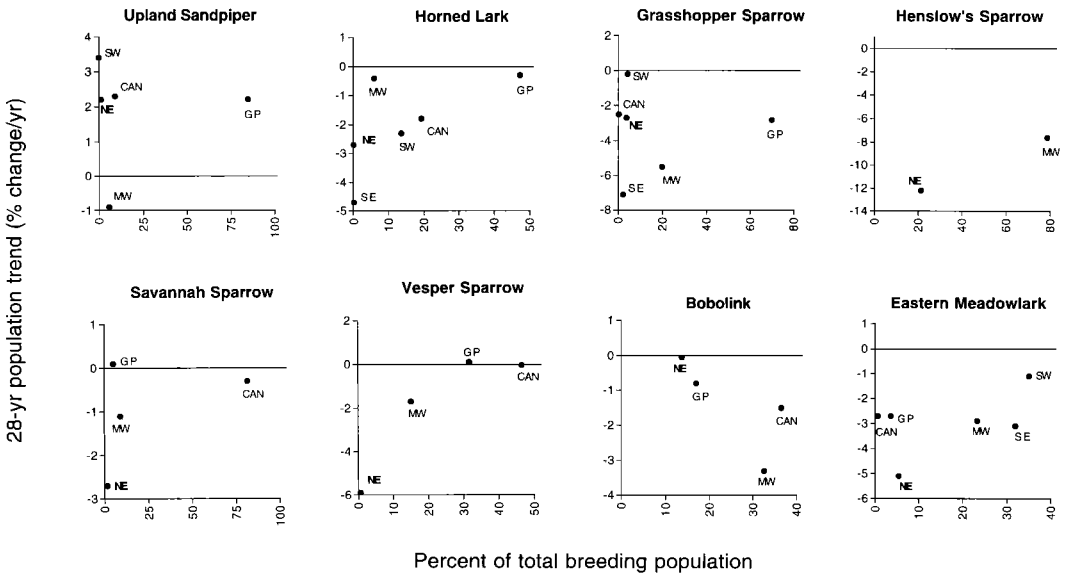 28-yr population trend (% change/yr)
Upland Sandpiper
4
3
2
1
0
-1
SW
CAN
NE
GP
MW
0
25
50
75
100
Horned Lark
1
0
-1
-2
-3
-4
-5
MW
GP
NE
SW
CAN
SE
0
10
20
30
40
50
Grasshopper Sparrow
2
0
-2
-4
-6
-8
SW
CAN
NE
GP
MW
SE
0
20
40
60
80
Henslow's Sparrow
0
-2
-4
-6
-8
-10
-12
-14
MW
NE
0
20
40
60
80
Savannah Sparrow
1
0
-1
-2
-3
GP
CAN
MW
NE
0
25
50
75
100
Vesper Sparrow
2
0
-2
-4
-6
GP
CAN
MW
NE
0
10
20
30
40
50
Bobolink
1
0
-1
-2
-3
-4
NE
GP
CAN
MW
0
10
20
30
40
Eastern Meadowlark
1
0
-1
-2
-3
-4
-5
-6
SW
GP
CAN
MW
SE
NE
0
10
20
30
40
Percent of total breeding population